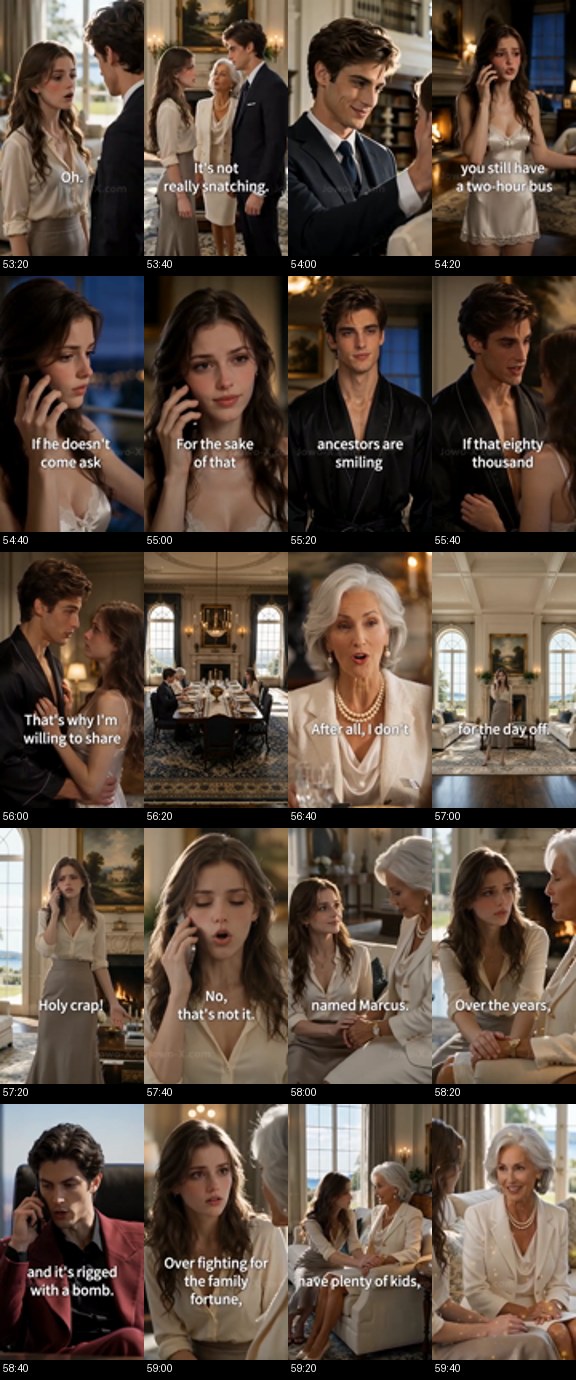 Oh.
It's not
really snatching.
you still have
a two-hour bus
53:20
53:40
54:00
54:20
If he doesn't
come ask
For the sake
of that
ancestors are
smiling
If that eighty
thousand
54:40
55:00
55:20
55:40
That's why I'm
willing to share
After all, I don't
for the day off.
56:00
56:20
56:40
57:00
Holy crap!
No,
that's not it.
named Marcus.
Over the years,
57:20
57:40
58:00
58:20
and it's rigged
with a bomb.
Over fighting for
the family
fortune,
have plenty of kids,
58:40
59:00
59:20
59:40